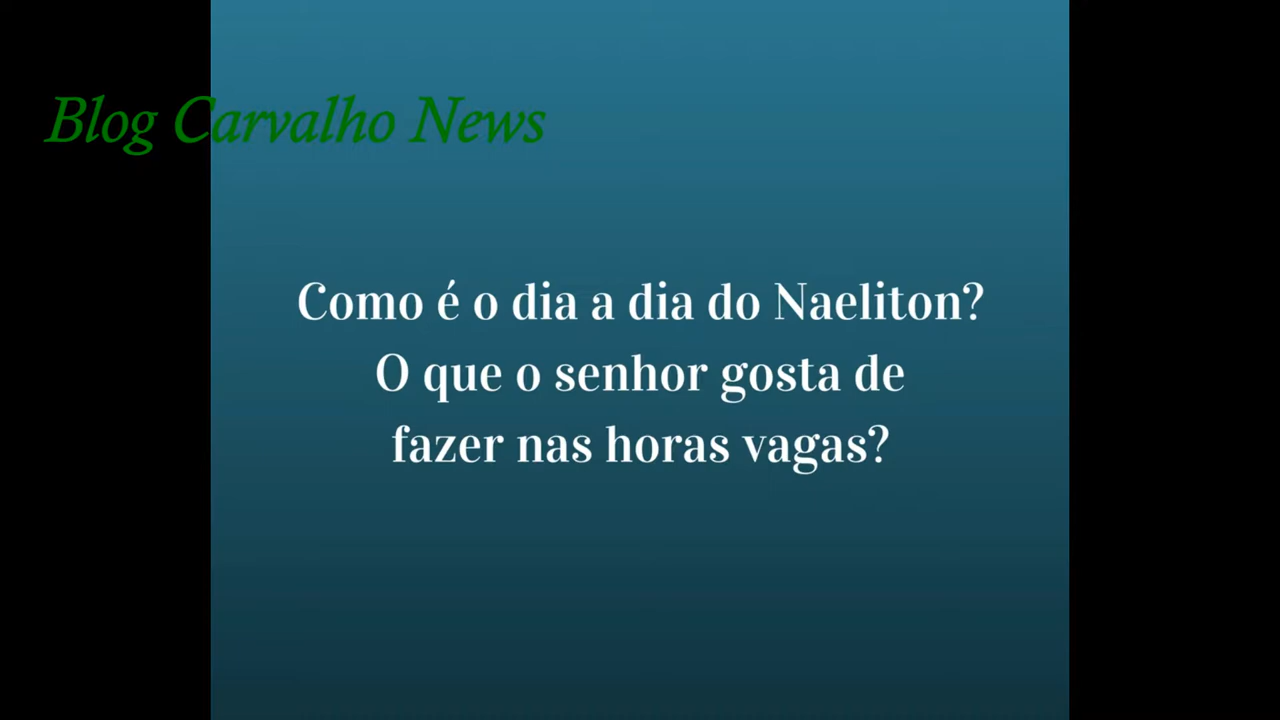 Blog Carvalho News
Como é o dia a dia do Naeliton?
O que o senhor gosta de
fazer nas horas vagas?